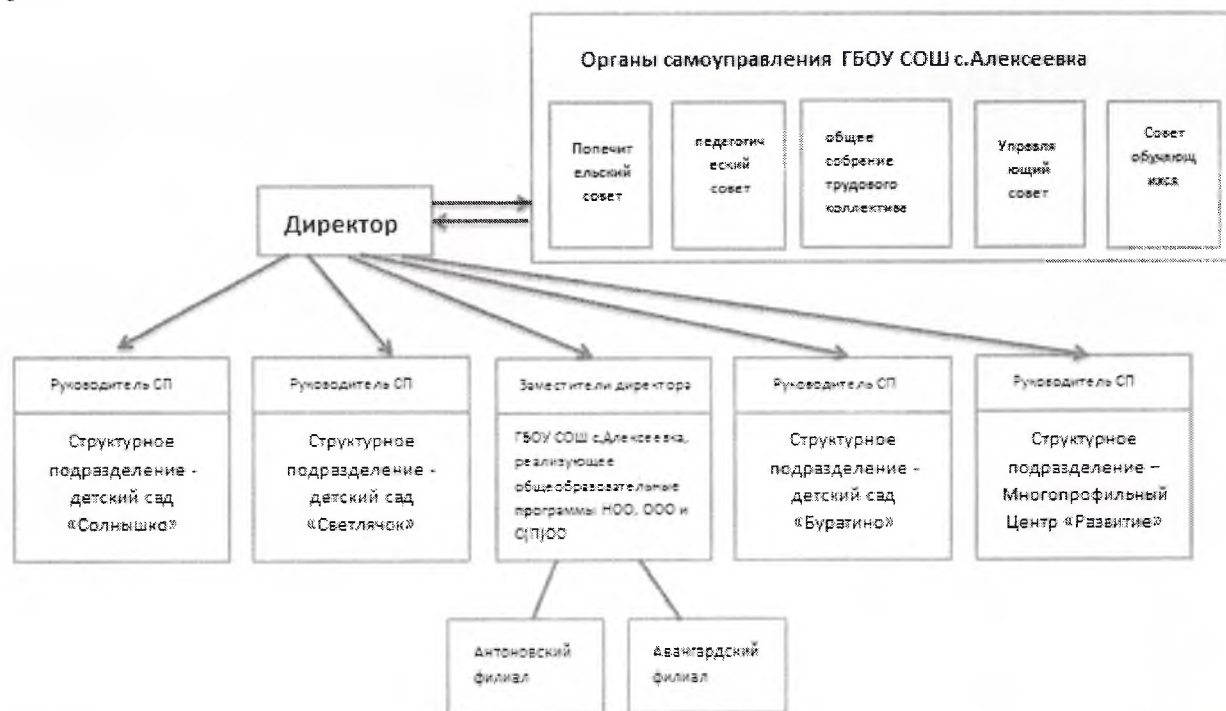 Органы самоуправления ГБОУ СОШ с.Алексеевка
Попечит
ельский
совет
педагогич
еский
совет
общее
собрание
трудового
коллектива
Управля
ющий
совет
Совет
обучающ
ихся
Директор
Руководитель СП
Структурное
подразделение -
детский сад
«Солнышко»
Руководитель СП
Структурное
подразделение -
детский сад
«Светлячок»
Заместители директора
ГБОУ СОШ с.Алексеевка,
реализующее
общеобразовательные
программы НОО, ООО и
С(П)ОО
Руководитель СП
Структурное
подразделение -
детский сад
«Буратино»
Руководитель СП
Структурное
подразделение –
Многопрофильный
Центр «Развитие»
Антоновский
филиал
Авангардский
филиал